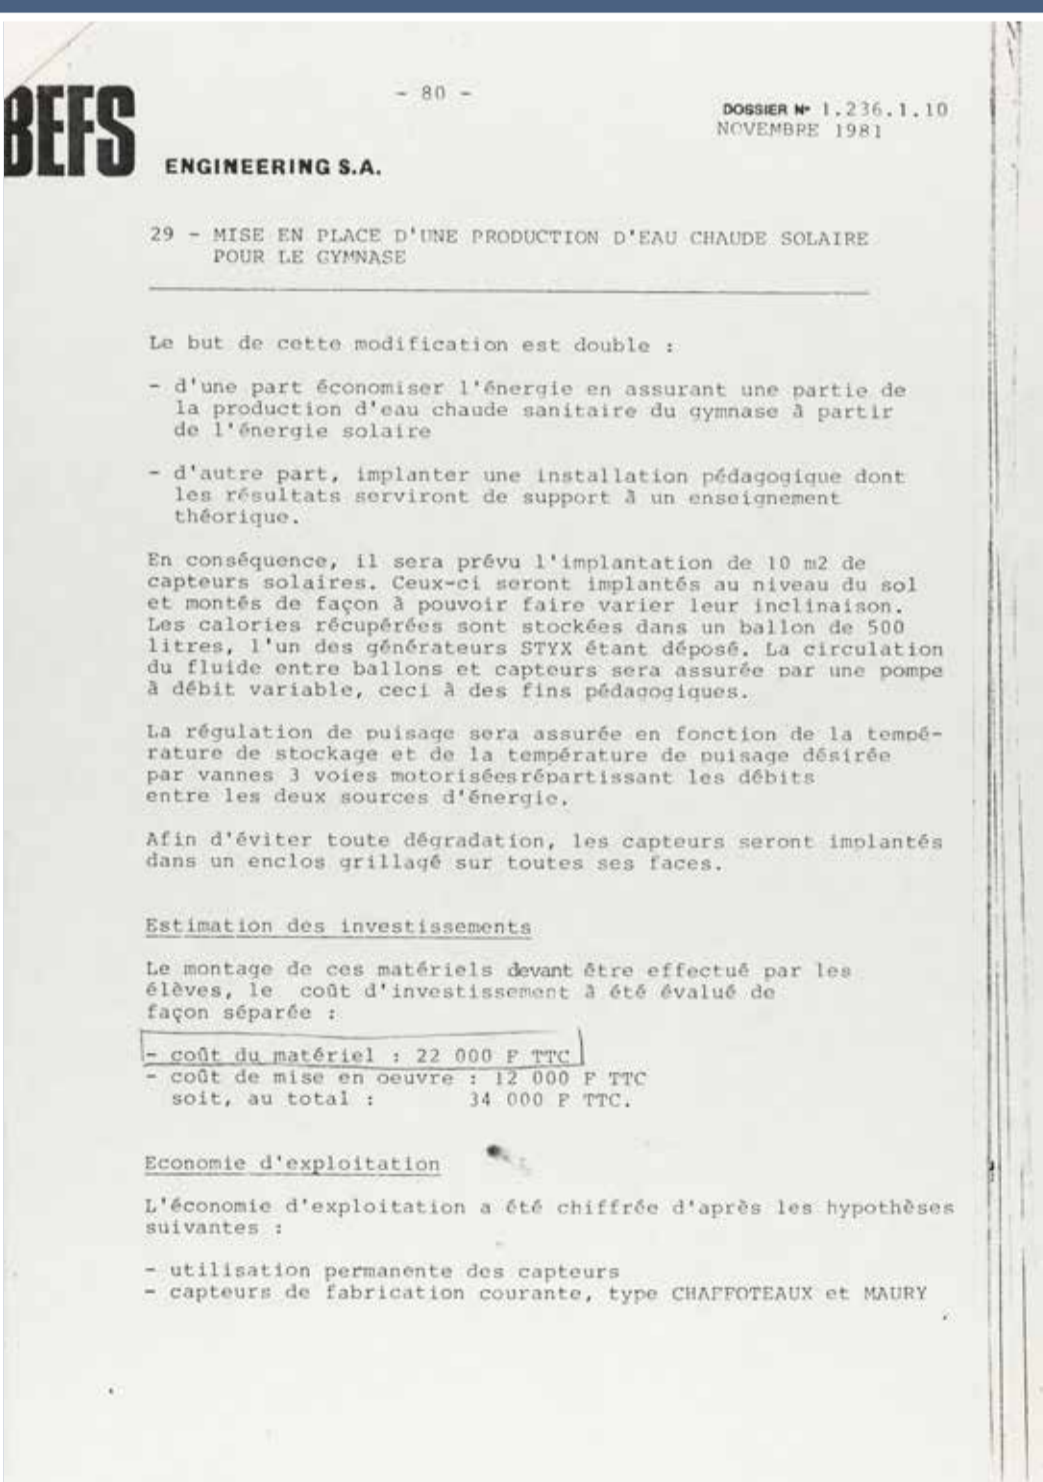 - 80 -
BEFS
DOSSIER N° 1.236.1.10
NOVEMBRE 1981
ENGINEERING S.A.
29 - MISE EN PLACE D'UNE PRODUCTION D'EAU CHAUDE SOLAIRE
POUR LE GYMNASE
Le but de cette modification est double :
- d'une part économiser l'énergie en assurant une partie de
la production d'eau chaude sanitaire du gymnase à partir
de l'énergie solaire
- d'autre part, implanter une installation pédagogique dont
les résultats serviront de support à un enseignement
théorique.
En conséquence, il sera prévu l'implantation de 10 m2 de
capteurs solaires. Ceux-ci seront implantés au niveau du sol
et montés de façon à pouvoir faire varier leur inclinaison.
Les calories récupérées sont stockées dans un ballon de 500
litres, l'un des générateurs STYX étant déposé. La circulation
du fluide entre ballons et capteurs sera assurée par une pompe
à débit variable, ceci à des fins pédagogiques.
La régulation de puisage sera assurée en fonction de la tempé-
rature de stockage et de la température de puisage désirée
par vannes 3 voies motoriséesrépartissant les débits
entre les deux sources d'énergie.
Afin d'éviter toute dégradation, les capteurs seront implantés
dans un enclos grillagé sur toutes ses faces.
Estimation des investissements
Le montage de ces matériels devant être effectué par les
élèves, le coût d'investissement à été évalué de
façon séparée :
- coût du matériel : 22 000 F TTC
- coût de mise en oeuvre : 12 000 F TTC
soit, au total : 34 000 F TTC.
Economie d'exploitation
L'économie d'exploitation a été chiffrée d'après les hypothèses
suivantes :
- utilisation permanente des capteurs
- capteurs de fabrication courante, type CHAFFOTEAUX et MAURY